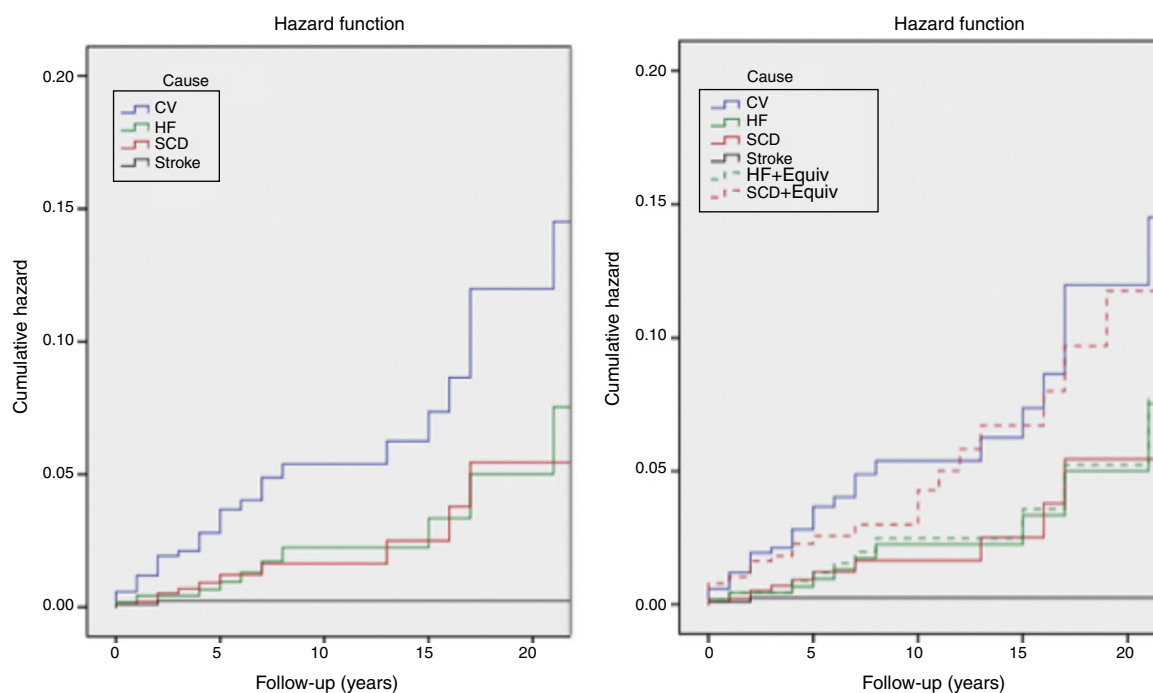 Hazard function
Cumulative hazard
0.20
0.15
0.10
0.05
0.00
Cause
CV
HF
SCD
Stroke
0 5 10 15 20
Follow-up (years)
Hazard function
Cumulative hazard
0.20
0.15
0.10
0.05
0.00
Cause
CV
HF
SCD
Stroke
HF+Equiv
SCD+Equiv
0 5 10 15 20
Follow-up (years)